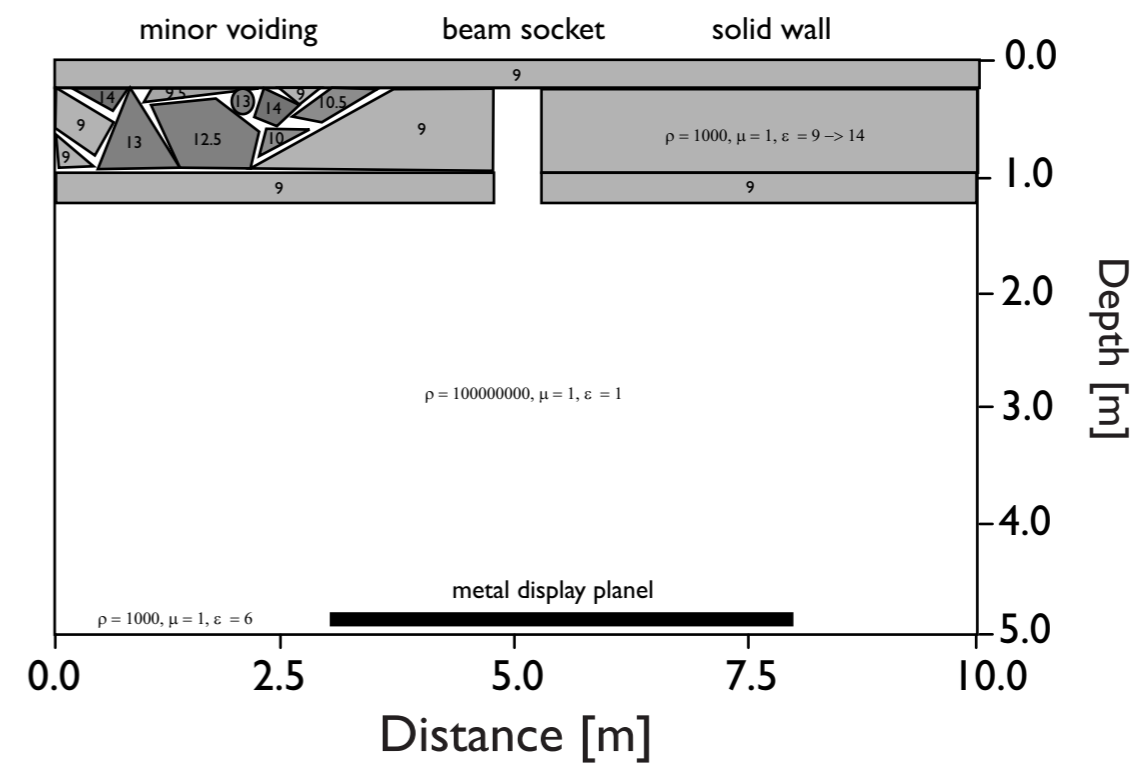 minor voiding beam socket solid wall
0.0
9
14
9.5
13
14
9
10.5
9
13
12.5
10
9
ρ = 1000, μ = 1, ε = 9 –> 14
9
1.0
9
9
2.0
Depth [m]
ρ = 100000000, μ = 1, ε = 1
3.0
4.0
metal display planel
ρ = 1000, μ = 1, ε = 6
5.0
0.0 2.5 5.0 7.5 10.0
Distance [m]